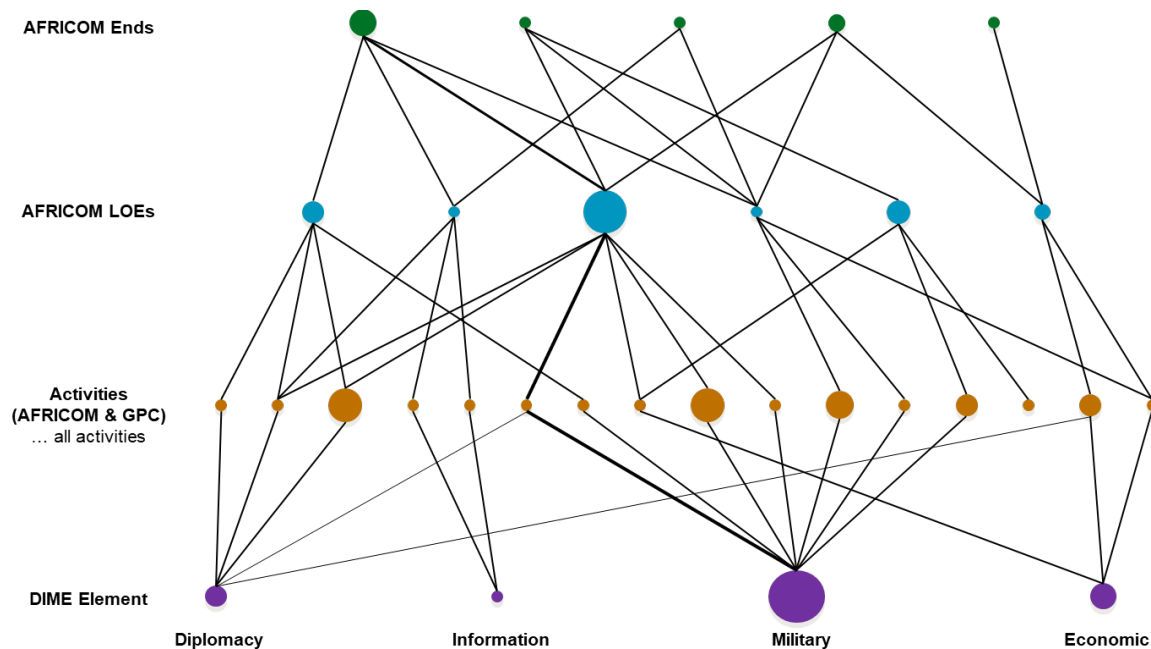 AFRICOM Ends
AFRICOM LOEs
Activities
(AFRICOM & GPC)
… all activities
DIME Element
Diplomacy
Information
Military
Economic